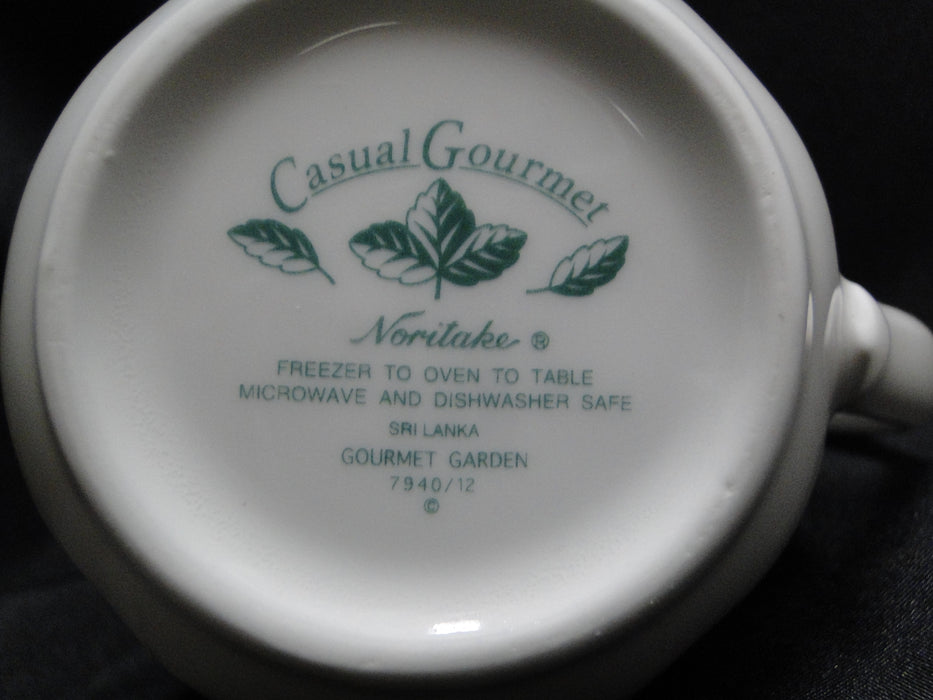 Casual Gourmet
Noritake ®
FREEZER TO OVEN TO TABLE
MICROWAVE AND DISHWASHER SAFE
SRI LANKA
GOURMET GARDEN
7940/12
©